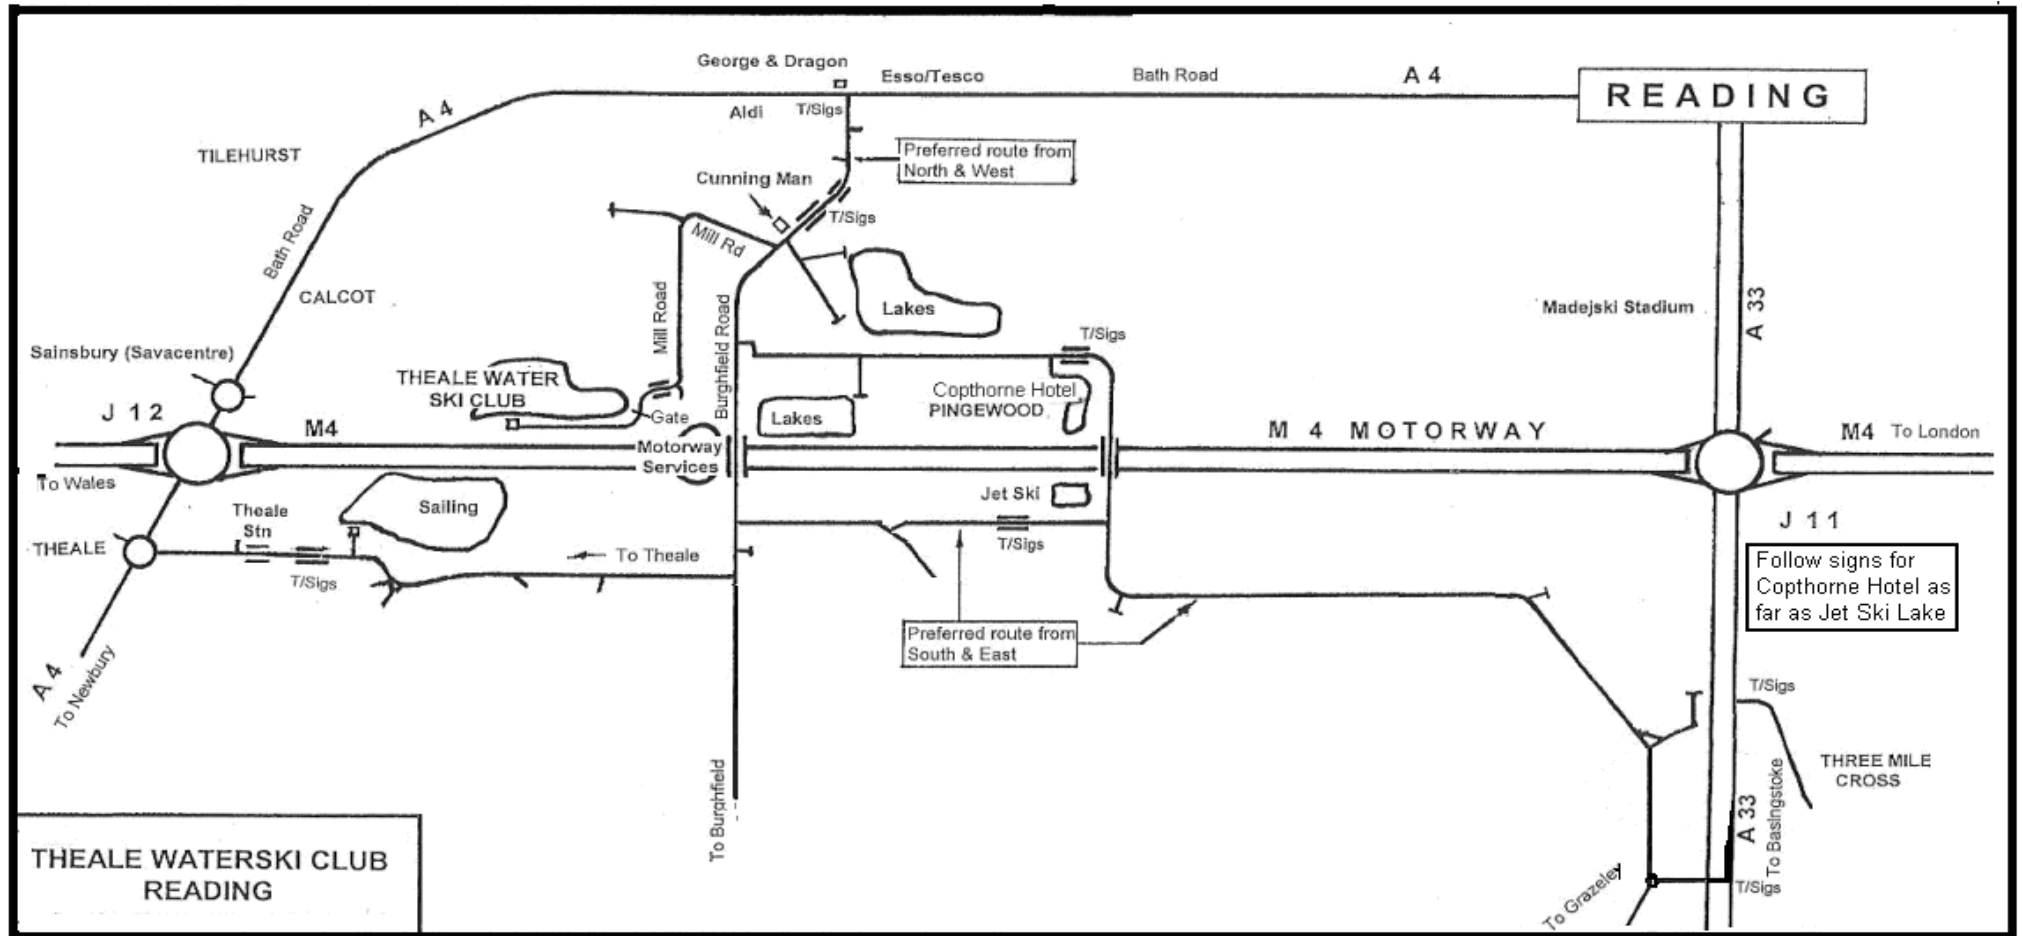 George & Dragon
Esso/Tesco
Bath Road
A 4
READING
A 4
Aldi
T/Sigs
TILEHURST
Preferred route from
North & West
Cunning Man
T/Sigs
Mill Rd
Bath Road
CALCOT
Lakes
Madejski Stadium
A 33
Mill Road
Burghfield Road
T/Sigs
Sainsbury (Savacentre)
THEALE WATER
SKI CLUB
Copthorne Hotel
PINGEWOOD
J 12
Gate
Lakes
M4
Motorway
Services
M 4 MOTORWAY
M4
To London
To Wales
Sailing
Jet Ski
Theale
Stn
J 11
THEALE
To Theale
T/Sigs
T/Sigs
Follow signs for
Copthorne Hotel as
far as Jet Ski Lake
Preferred route from
South & East
A 4
To Newbury
T/Sigs
THREE MILE
CROSS
To Burghfield
A 33
To Basingstoke
T/Sigs
To Grazeley
THEALE WATERSKI CLUB
READING